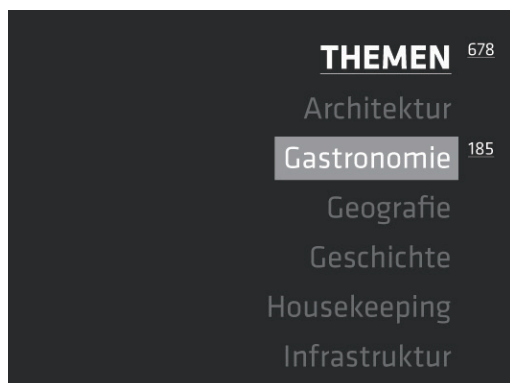 THEMEN 678
Architektur
Gastronomie 185
Geografie
Geschichte
Housekeeping
Infrastruktur